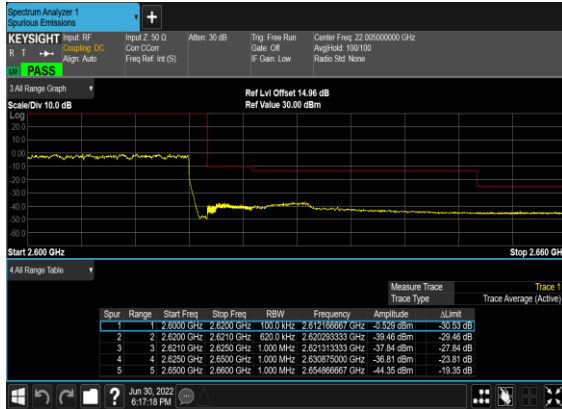 Spectrum Analyzer 1
Spurious Emissions
+
KEYSIGHT Input: RF Input Z: 50 Ω Atten: 30 dB Trig: Free Run Center Freq: 22.005000000 GHz
R T Coupling: DC Corr CCorr Gate: Off Avg|Hold: 100/100
Align: Auto Freq Ref: Int (S) IF Gain: Low Radio Std: None
PASS
3 All Range Graph
Ref Lvl Offset 14.96 dB
Scale/Div 10.0 dB Ref Value 30.00 dBm
Log
20.0
10.0
0.00
-10.0
-20.0
-30.0
-40.0
-50.0
-60.0
Start 2.600 GHz Stop 2.660 GHz
4 All Range Table
Measure Trace Trace 1
Trace Type Trace Average (Active)
Spur Range Start Freq Stop Freq RBW Frequency Amplitude ΔLimit
1 1 2.6000 GHz 2.6200 GHz 100.0 kHz 2.612166667 GHz -0.529 dBm -30.53 dB
2 2 2.6200 GHz 2.6210 GHz 620.0 kHz 2.620293333 GHz -39.46 dBm -29.46 dB
3 3 2.6210 GHz 2.6250 GHz 1.000 MHz 2.621313333 GHz -37.84 dBm -27.84 dB
4 4 2.6250 GHz 2.6500 GHz 1.000 MHz 2.630875000 GHz -36.81 dBm -23.81 dB
5 5 2.6500 GHz 2.6600 GHz 1.000 MHz 2.654866667 GHz -44.35 dBm -19.35 dB
?
Jun 30, 2022
6:17:18 PM